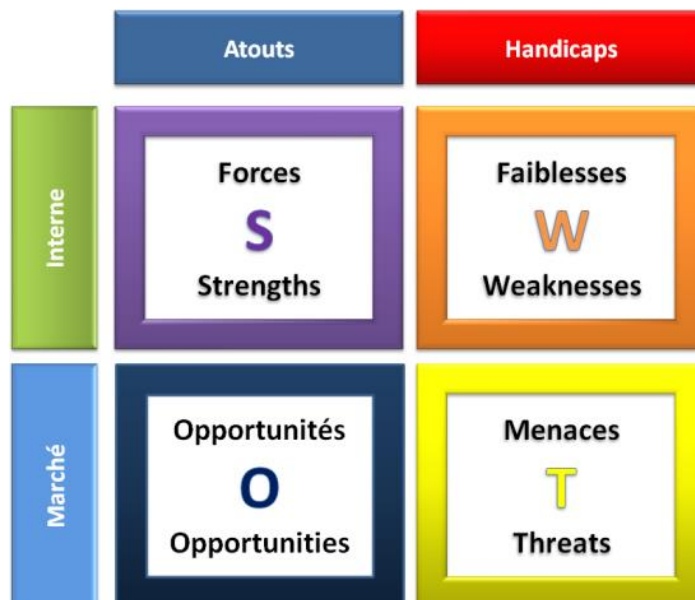 Atouts
Handicaps
Interne
Forces
S
Strengths
Faiblesses
W
Weaknesses
Marché
Opportunités
O
Opportunities
Menaces
T
Threats